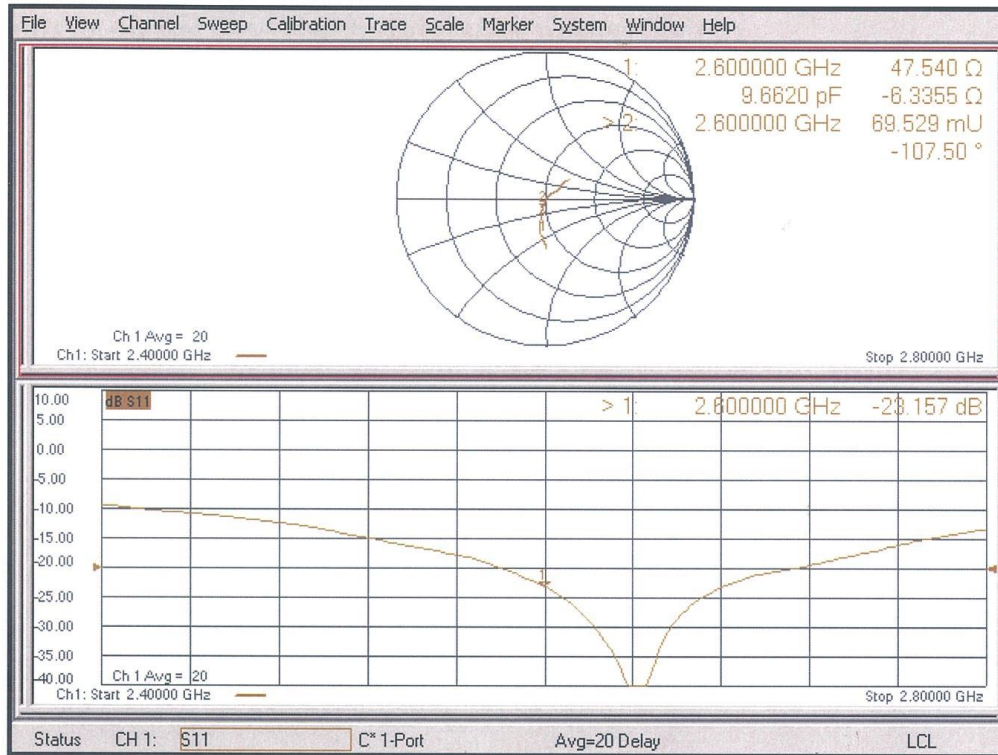 File View Channel Sweep Calibration Trace Scale Marker System Window Help
1: 2.600000 GHz 47.540 Ω
9.6620 pF -6.3355 Ω
> 2: 2.600000 GHz 69.529 mU
-107.50 °
Ch 1 Avg = 20
Ch1: Start 2.40000 GHz
Stop 2.80000 GHz
dB S11
> 1: 2.600000 GHz -23.157 dB
10.00
5.00
0.00
-5.00
-10.00
-15.00
-20.00
-25.00
-30.00
-35.00
-40.00
1
Ch 1 Avg = 20
Ch1: Start 2.40000 GHz
Stop 2.80000 GHz
Status CH 1: S11 C* 1-Port Avg=20 Delay LCL